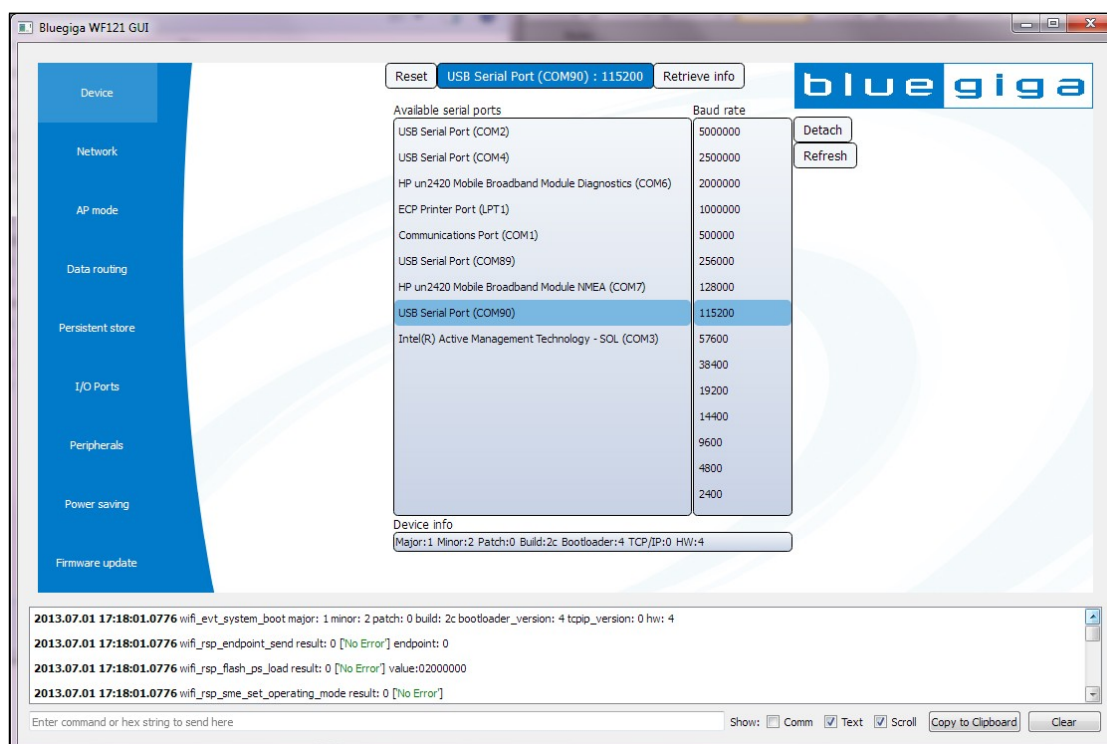 Bluegiga WF121 GUI
Device
Network
AP mode
Data routing
Persistent store
I/O Ports
Peripherals
Power saving
Firmware update
Reset
USB Serial Port (COM90) : 115200
Retrieve info
bluegiga
Available serial ports
Baud rate
USB Serial Port (COM2)
5000000
USB Serial Port (COM4)
2500000
HP un2420 Mobile Broadband Module Diagnostics (COM6)
2000000
ECP Printer Port (LPT1)
1000000
Communications Port (COM1)
500000
USB Serial Port (COM89)
256000
HP un2420 Mobile Broadband Module NMEA (COM7)
128000
USB Serial Port (COM90)
115200
Intel(R) Active Management Technology - SOL (COM3)
57600
38400
19200
14400
9600
4800
2400
Detach
Refresh
Device info
Major:1 Minor:2 Patch:0 Build:2c Bootloader:4 TCP/IP:0 HW:4
2013.07.01 17:18:01.0776 wifi_evt_system_boot major: 1 minor: 2 patch: 0 build: 2c bootloader_version: 4 tcpip_version: 0 hw: 4
2013.07.01 17:18:01.0776 wifi_rsp_endpoint_send result: 0 ['No Error'] endpoint: 0
2013.07.01 17:18:01.0776 wifi_rsp_flash_ps_load result: 0 ['No Error'] value:02000000
2013.07.01 17:18:01.0776 wifi_rsp_sme_set_operating_mode result: 0 ['No Error']
Enter command or hex string to send here
Show: Comm Text Scroll Copy to Clipboard Clear